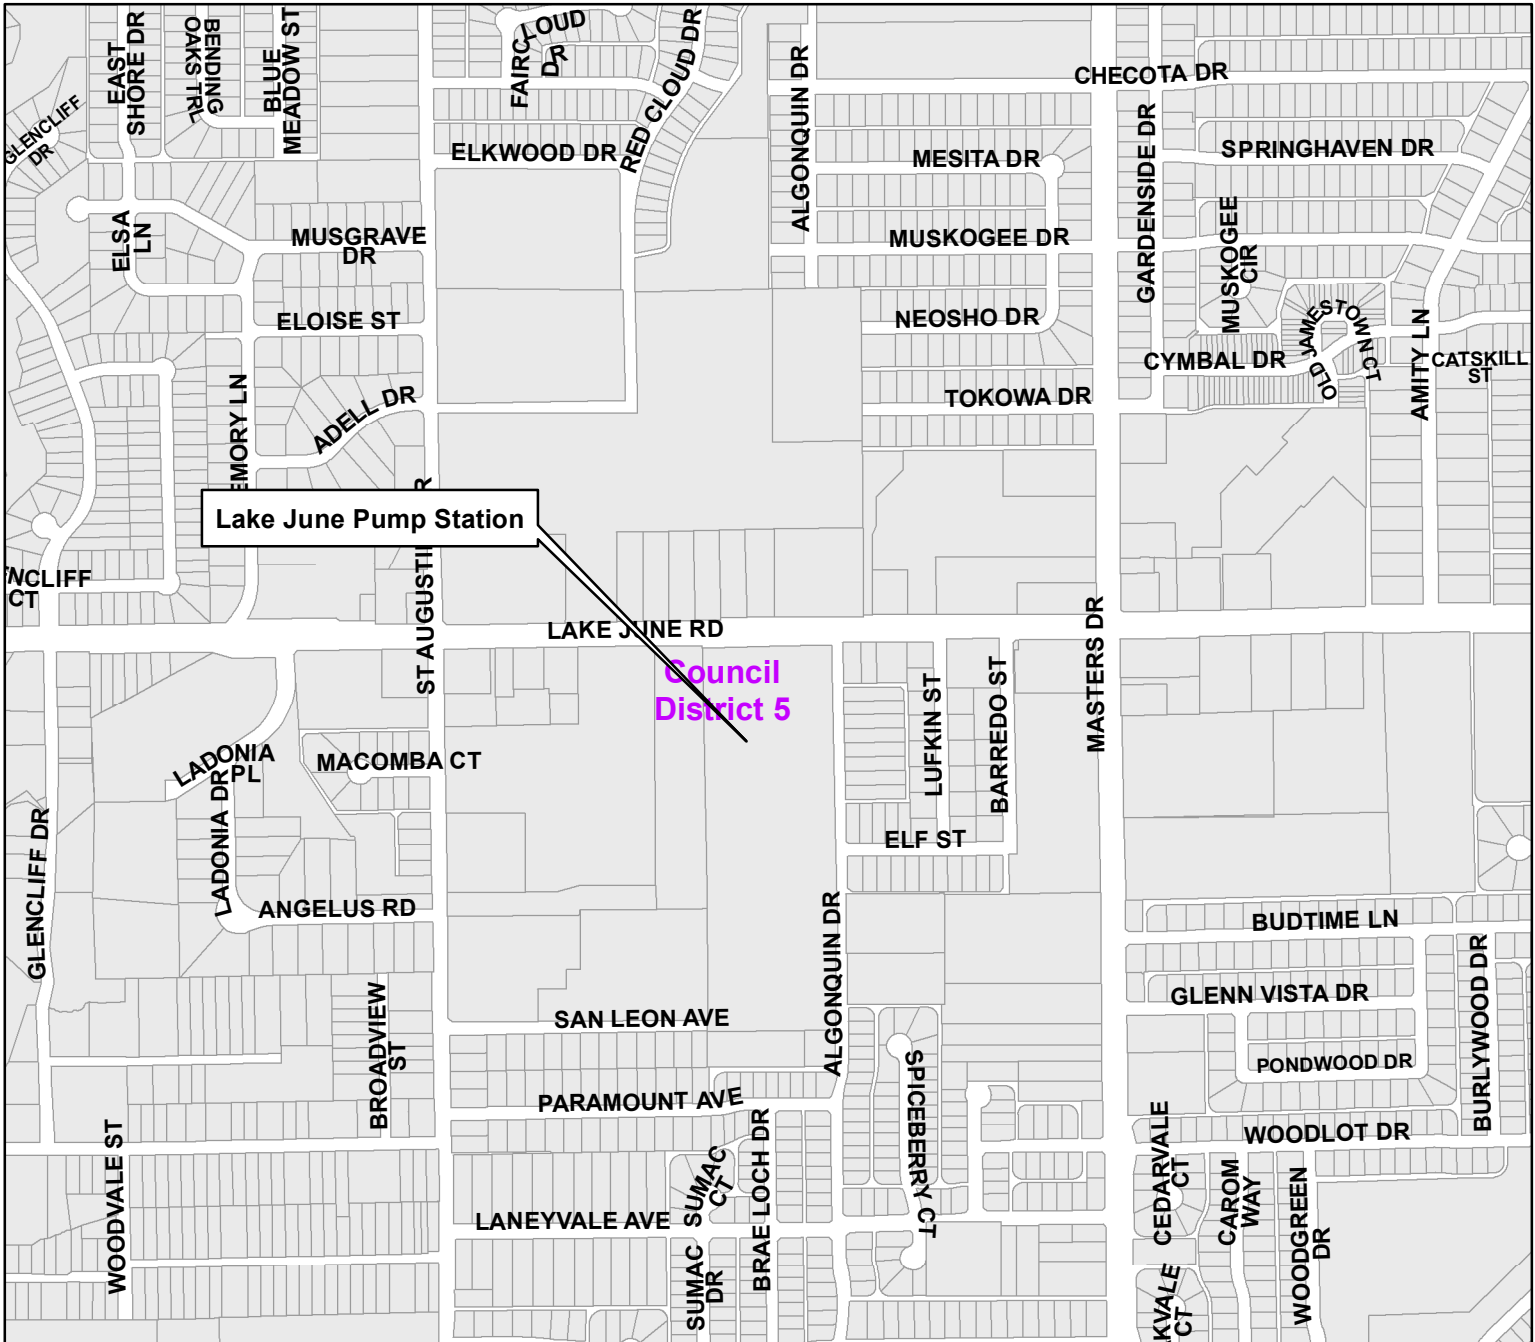 EAST
SHORE DR
BENDING
OAKS TRL
BLUE
MEADOW ST
FAIRCLOUD
DR
RED CLOUD DR
ALGONQUIN DR
CHECOTA DR
GLENCLIFF
DR
ELKWOOD DR
MESITA DR
GARDENSIDE DR
SPRINGHAVEN DR
ELSA
LN
MUSGRAVE
DR
MUSKOGEE DR
MUSKOGEE
CIR
ELOISE ST
NEOSHO DR
OLD JAMESTOWN CT
CYMBAL DR
AMITY LN
CATSKILL
ST
EMORY LN
ADELL DR
TOKOWA DR
Lake June Pump Station
NCLIFF
CT
ST AUGUSTI
R
LAKE JUNE RD
MASTERS DR
Council
District 5
LUFKIN ST
BARREDO ST
LADONIA
PL
MACOMBA CT
LADONIA DR
GLENCLIFF DR
ELF ST
ANGELUS RD
ALGONQUIN DR
BUDTIME LN
BURLYWOOD DR
GLENN VISTA DR
BROADVIEW
ST
SAN LEON AVE
SPICEBERRY CT
PONDWOOD DR
PARAMOUNT AVE
WOODVALE ST
SUMAC
CT
BRAE LOCH DR
WOODLOT DR
CEDARVALE
CT
CAROM
WAY
WOODGREEN
DR
LANEYVALE AVE
SUMAC
DR
KVALE
CT